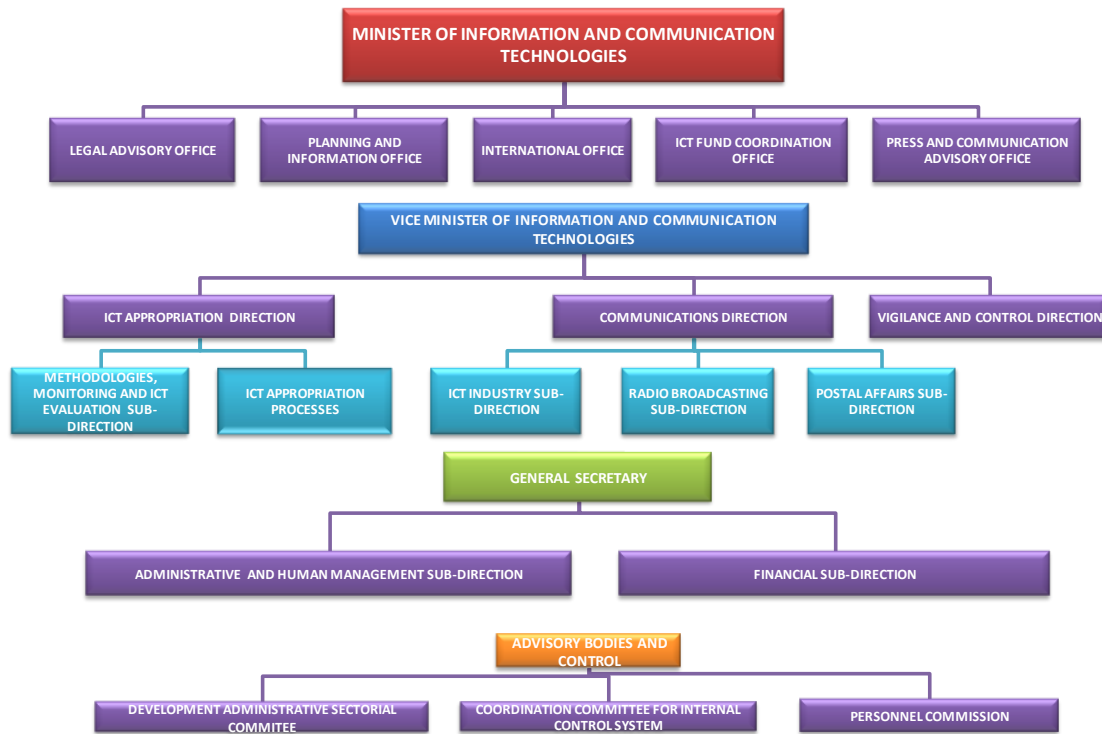 MINISTER OF INFORMATION AND COMMUNICATION
TECHNOLOGIES
LEGAL ADVISORY OFFICE
PLANNING AND
INFORMATION OFFICE
INTERNATIONAL OFFICE
ICT FUND COORDINATION
OFFICE
PRESS AND COMMUNICATION
ADVISORY OFFICE
VICE MINISTER OF INFORMATION AND COMMUNICATION
TECHNOLOGIES
ICT APPROPRIATION DIRECTION
COMMUNICATIONS DIRECTION
VIGILANCE AND CONTROL DIRECTION
METHODOLOGIES,
MONITORING AND ICT
EVALUATION SUB-
DIRECTION
ICT APPROPRIATION
PROCESSES
ICT INDUSTRY SUB-
DIRECTION
RADIO BROADCASTING
SUB-DIRECTION
POSTAL AFFAIRS SUB-
DIRECTION
GENERAL SECRETARY
ADMINISTRATIVE AND HUMAN MANAGEMENT SUB-DIRECTION
FINANCIAL SUB-DIRECTION
ADVISORY BODIES AND
CONTROL
DEVELOPMENT ADMINISTRATIVE SECTORIAL
COMMITEE
COORDINATION COMMITTEE FOR INTERNAL
CONTROL SYSTEM
PERSONNEL COMMISSION